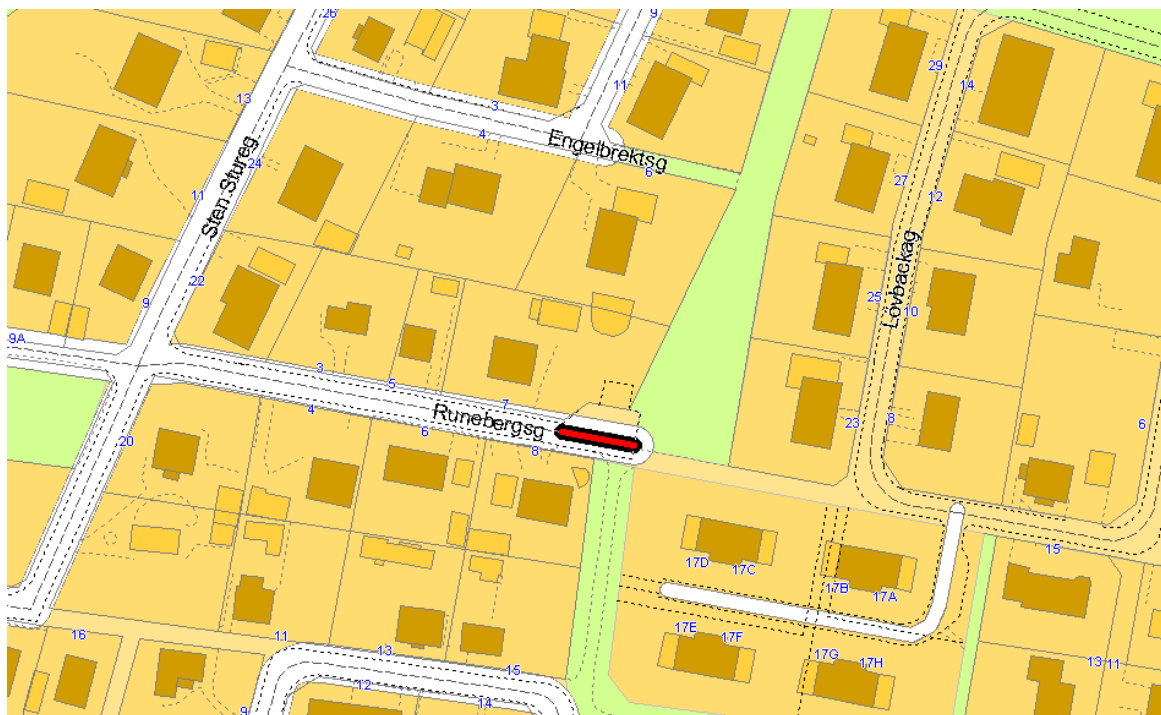 26
9
29
14
13
3
11
4
Engelbrektsg
6
24
Sten Stureg
11
27
12
Lövbackag
22
9
25
10
9A
3
5
7
Runebergsg
4
6
8
20
23
8
6
15
17D
17C
17B
17A
17E
17F
17G
17H
16
11
13
15
12
14
9
13
11